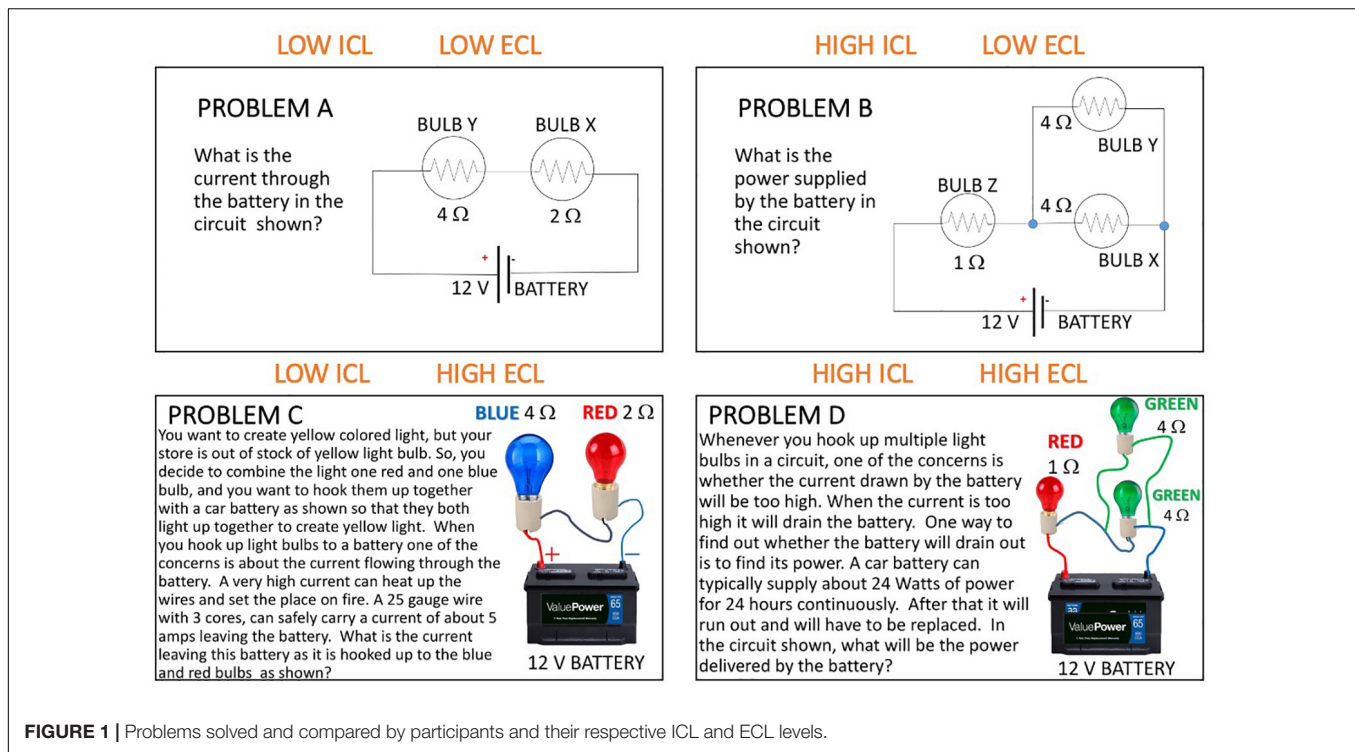 LOW ICL LOW ECL
HIGH ICL LOW ECL
PROBLEM A
What is the
current through
the battery in the
circuit shown?
BULB Y
BULB X
4 Ω
2 Ω
+
-
12 V
BATTERY
PROBLEM B
What is the
power supplied
by the battery in
the circuit
shown?
4 Ω
BULB Y
BULB Z
4 Ω
1 Ω
BULB X
+
-
12 V
BATTERY
LOW ICL HIGH ECL
HIGH ICL HIGH ECL
PROBLEM C
BLUE 4 Ω RED 2 Ω
You want to create yellow colored light, but your
store is out of stock of yellow light bulb. So, you
decide to combine the light one red and one blue
bulb, and you want to hook them up together
with a car battery as shown so that they both
light up together to create yellow light. When
you hook up light bulbs to a battery one of the
concerns is about the current flowing through the
battery. A very high current can heat up the
wires and set the place on fire. A 25 gauge wire
with 3 cores, can safely carry a current of about 5
amps leaving the battery. What is the current
leaving this battery as it is hooked up to the blue
and red bulbs as shown?
+
−
ValuePower
65
12 V BATTERY
PROBLEM D
Whenever you hook up multiple light
bulbs in a circuit, one of the concerns is
whether the current drawn by the battery
will be too high. When the current is too
high it will drain the battery. One way to
find out whether the battery will drain out
is to find its power. A car battery can
typically supply about 24 Watts of power
for 24 hours continuously. After that it will
run out and will have to be replaced. In
the circuit shown, what will be the power
delivered by the battery?
GREEN
4 Ω
RED
1 Ω
GREEN
4 Ω
ValuePower
65
12 V BATTERY
FIGURE 1 | Problems solved and compared by participants and their respective ICL and ECL levels.